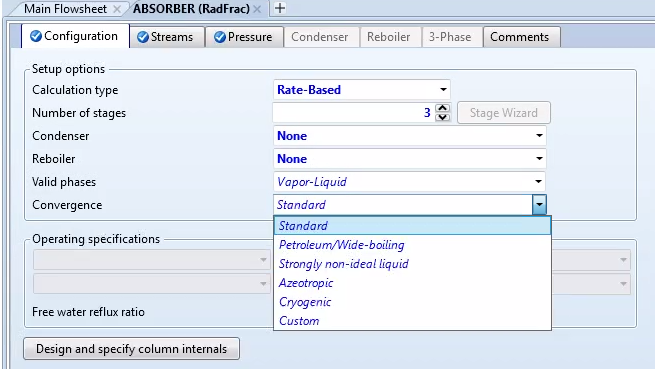 Main Flowsheet × ABSORBER (RadFrac) × +
Configuration Streams Pressure Condenser Reboiler 3-Phase Comments
Setup options
Calculation type Rate-Based
Number of stages 3 Stage Wizard
Condenser None
Reboiler None
Valid phases Vapor-Liquid
Convergence Standard
Standard
Operating specifications
Petroleum/Wide-boiling
Strongly non-ideal liquid
Azeotropic
Cryogenic
Free water reflux ratio
Custom
Design and specify column internals